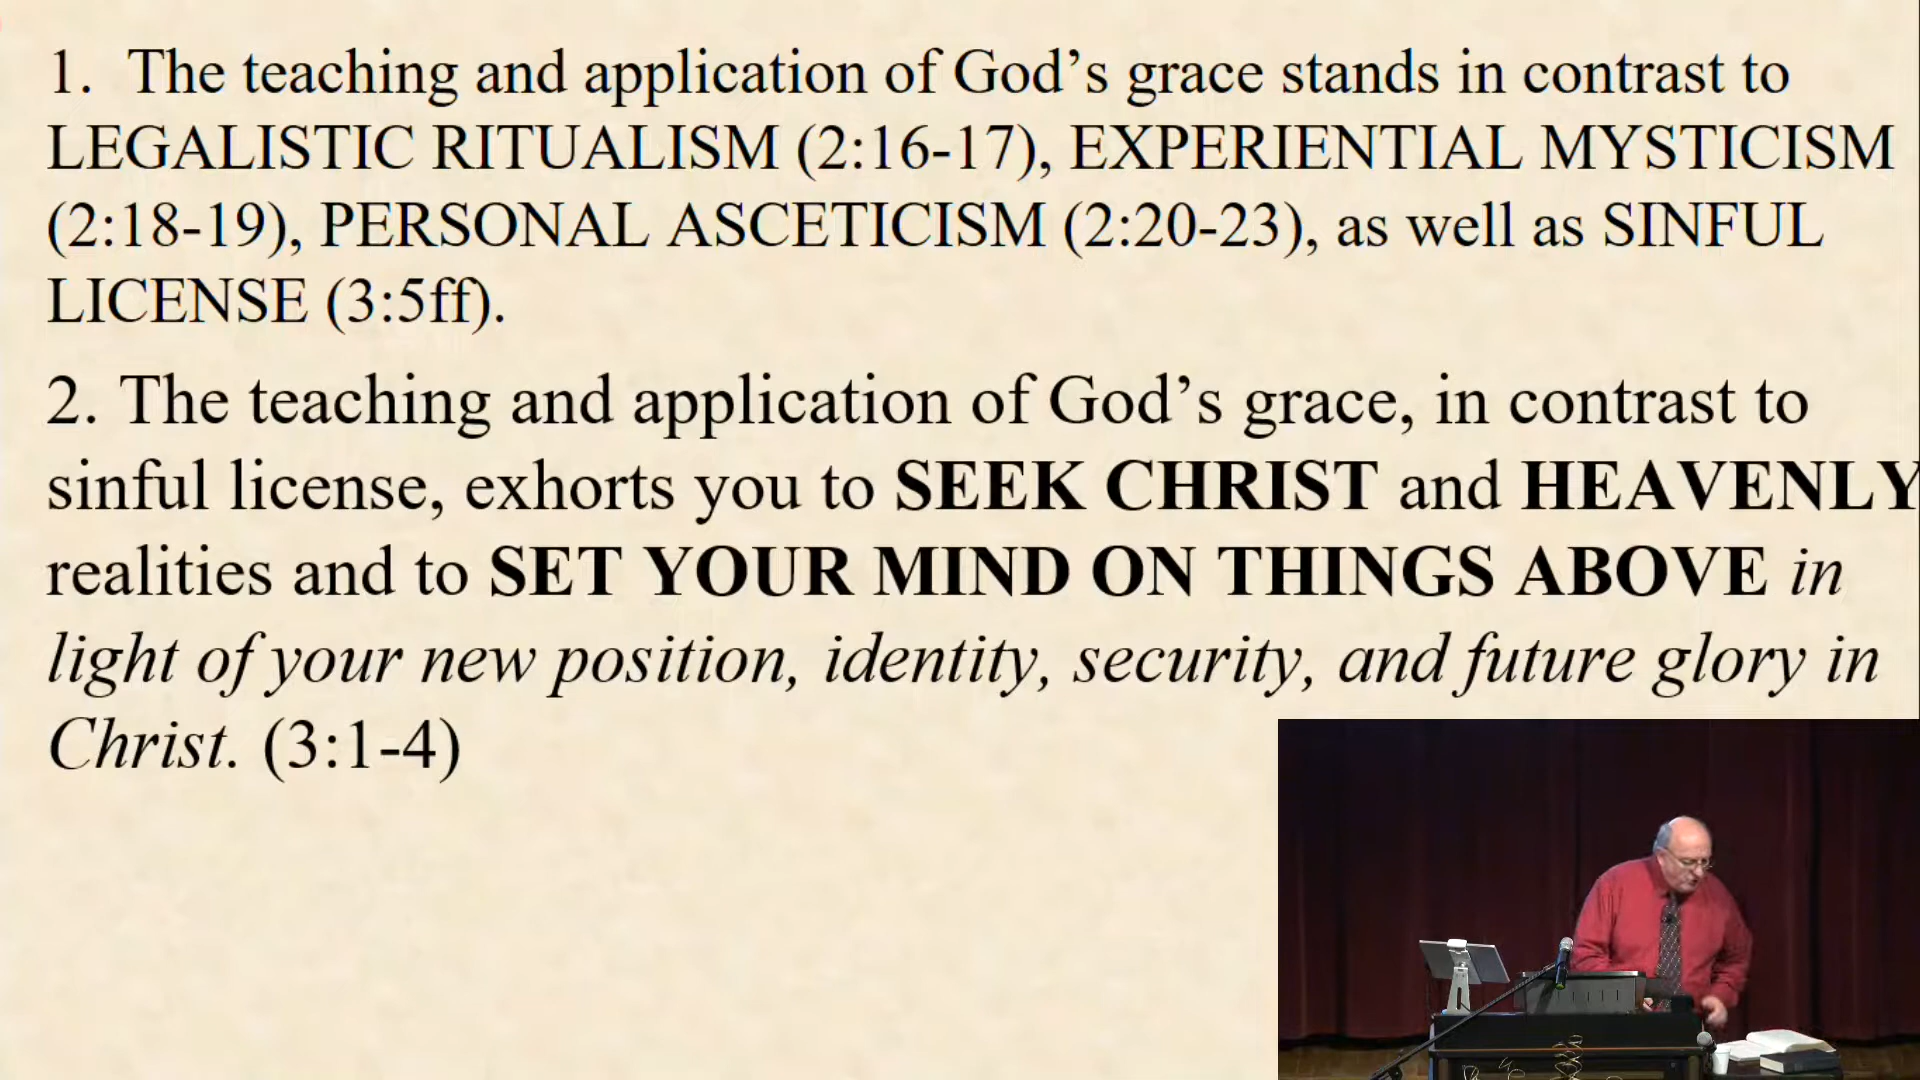 1. The teaching and application of God’s grace stands in contrast to
LEGALISTIC RITUALISM (2:16-17), EXPERIENTIAL MYSTICISM
(2:18-19), PERSONAL ASCETICISM (2:20-23), as well as SINFUL
LICENSE (3:5ff).
2. The teaching and application of God’s grace, in contrast to
sinful license, exhorts you to SEEK CHRIST and HEAVENLY
realities and to SET YOUR MIND ON THINGS ABOVE in
light of your new position, identity, security, and future glory in
Christ. (3:1-4)